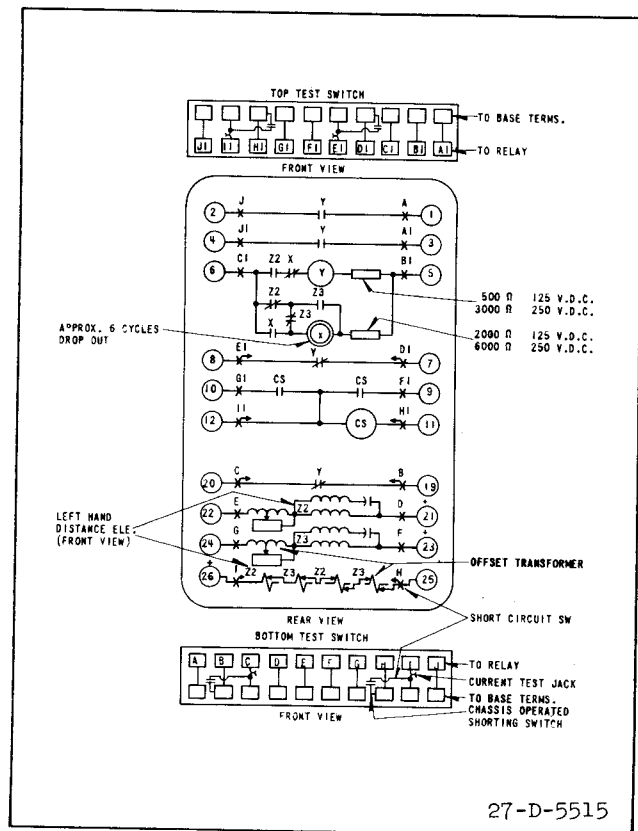 TOP TEST SWITCH
TO BASE TERMS.
J1 I1 H1 G1 F1 E1 D1 C1 B1 A1
TO RELAY
FRONT VIEW
2 J Y A 1
4 J1 Y A1 3
6 C1 Z2 X Y B1 5
Z2 Z3
500 Ω 125 V.D.C.
3000 Ω 250 V.D.C.
Z3
X X
2000 Ω 125 V.D.C.
6000 Ω 250 V.D.C.
APPROX. 6 CYCLES
DROP OUT
8 E1 Y D1 7
10 G1 CS CS F1 9
12 I1 CS H1 11
20 C Y B 19
22 E Z2 Z2 D + 21
LEFT HAND
DISTANCE ELE.
(FRONT VIEW)
24 G Z3 Z3 F + 23
OFFSET TRANSFORMER
+ 26 I Z2 Z3 Z2 Z3 H 25
REAR VIEW
SHORT CIRCUIT SW
BOTTOM TEST SWITCH
A B C D E F G H I J
TO RELAY
CURRENT TEST JACK
TO BASE TERMS.
CHASSIS OPERATED
SHORTING SWITCH
FRONT VIEW
27-D-5515